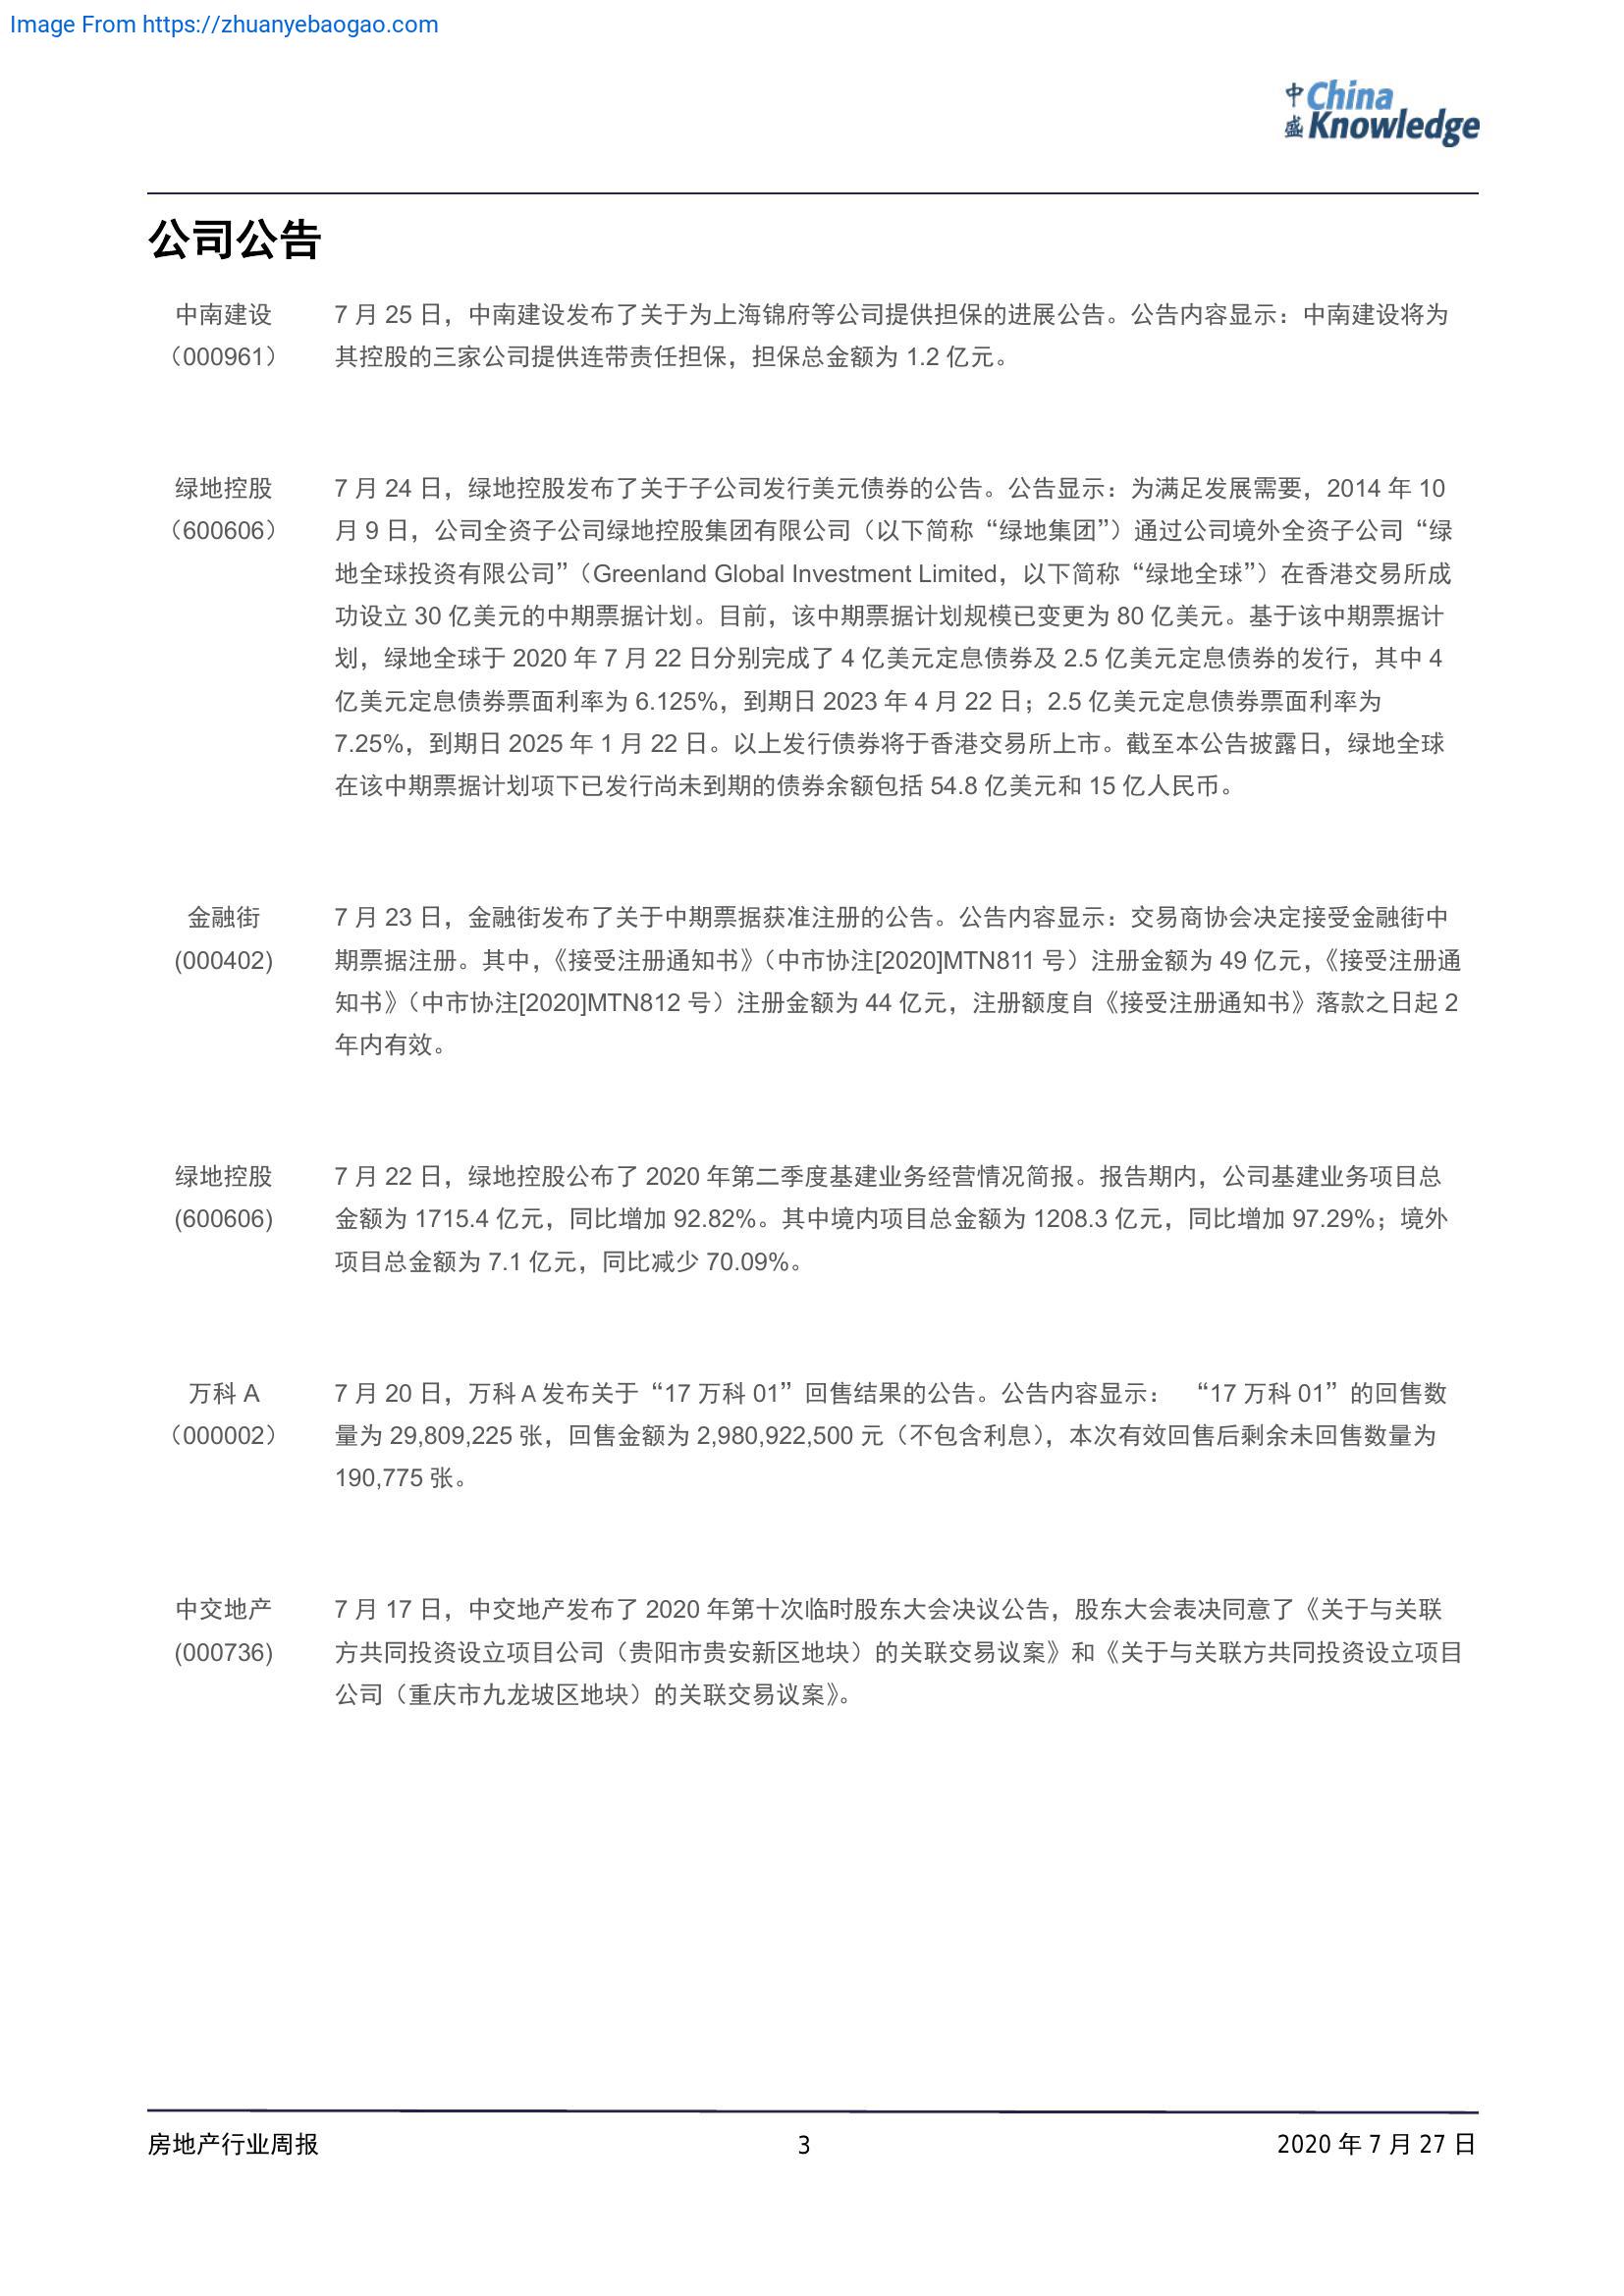 Image From https://zhuanyebaogao.com
中 China
盛 Knowledge
公司公告
中南建设
（000961）
7 月 25 日，中南建设发布了关于为上海锦府等公司提供担保的进展公告。公告内容显示：中南建设将为
其控股的三家公司提供连带责任担保，担保总金额为 1.2 亿元。
绿地控股
（600606）
7 月 24 日，绿地控股发布了关于子公司发行美元债券的公告。公告显示：为满足发展需要，2014 年 10
月 9 日，公司全资子公司绿地控股集团有限公司（以下简称“绿地集团”）通过公司境外全资子公司“绿
地全球投资有限公司”（Greenland Global Investment Limited，以下简称“绿地全球”）在香港交易所成
功设立 30 亿美元的中期票据计划。目前，该中期票据计划规模已变更为 80 亿美元。基于该中期票据计
划，绿地全球于 2020 年 7 月 22 日分别完成了 4 亿美元定息债券及 2.5 亿美元定息债券的发行，其中 4
亿美元定息债券票面利率为 6.125%，到期日 2023 年 4 月 22 日；2.5 亿美元定息债券票面利率为
7.25%，到期日 2025 年 1 月 22 日。以上发行债券将于香港交易所上市。截至本公告披露日，绿地全球
在该中期票据计划项下已发行尚未到期的债券余额包括 54.8 亿美元和 15 亿人民币。
金融街
(000402)
7 月 23 日，金融街发布了关于中期票据获准注册的公告。公告内容显示：交易商协会决定接受金融街中
期票据注册。其中，《接受注册通知书》（中市协注[2020]MTN811 号）注册金额为 49 亿元，《接受注册通
知书》（中市协注[2020]MTN812 号）注册金额为 44 亿元，注册额度自《接受注册通知书》落款之日起 2
年内有效。
绿地控股
(600606)
7 月 22 日，绿地控股公布了 2020 年第二季度基建业务经营情况简报。报告期内，公司基建业务项目总
金额为 1715.4 亿元，同比增加 92.82%。其中境内项目总金额为 1208.3 亿元，同比增加 97.29%；境外
项目总金额为 7.1 亿元，同比减少 70.09%。
万科 A
（000002）
7 月 20 日，万科 A 发布关于“17 万科 01”回售结果的公告。公告内容显示： “17 万科 01”的回售数
量为 29,809,225 张，回售金额为 2,980,922,500 元（不包含利息），本次有效回售后剩余未回售数量为
190,775 张。
中交地产
(000736)
7 月 17 日，中交地产发布了 2020 年第十次临时股东大会决议公告，股东大会表决同意了《关于与关联
方共同投资设立项目公司（贵阳市贵安新区地块）的关联交易议案》和《关于与关联方共同投资设立项目
公司（重庆市九龙坡区地块）的关联交易议案》。
房地产行业周报
3
2020 年 7 月 27 日